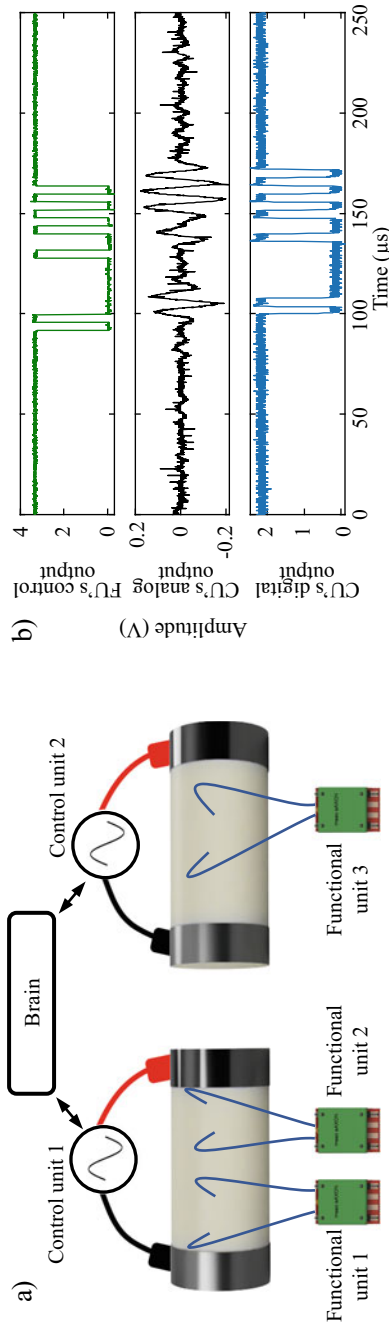 a)
Brain
Control unit 1
Control unit 2
Functional
unit 1
Functional
unit 2
Functional
unit 3
b)
Amplitude (V)
FU's control
output
4
2
0
CU's analog
output
0.2
0
-0.2
CU's digital
output
2
1
0
0
50
100
150
200
250
Time (µs)